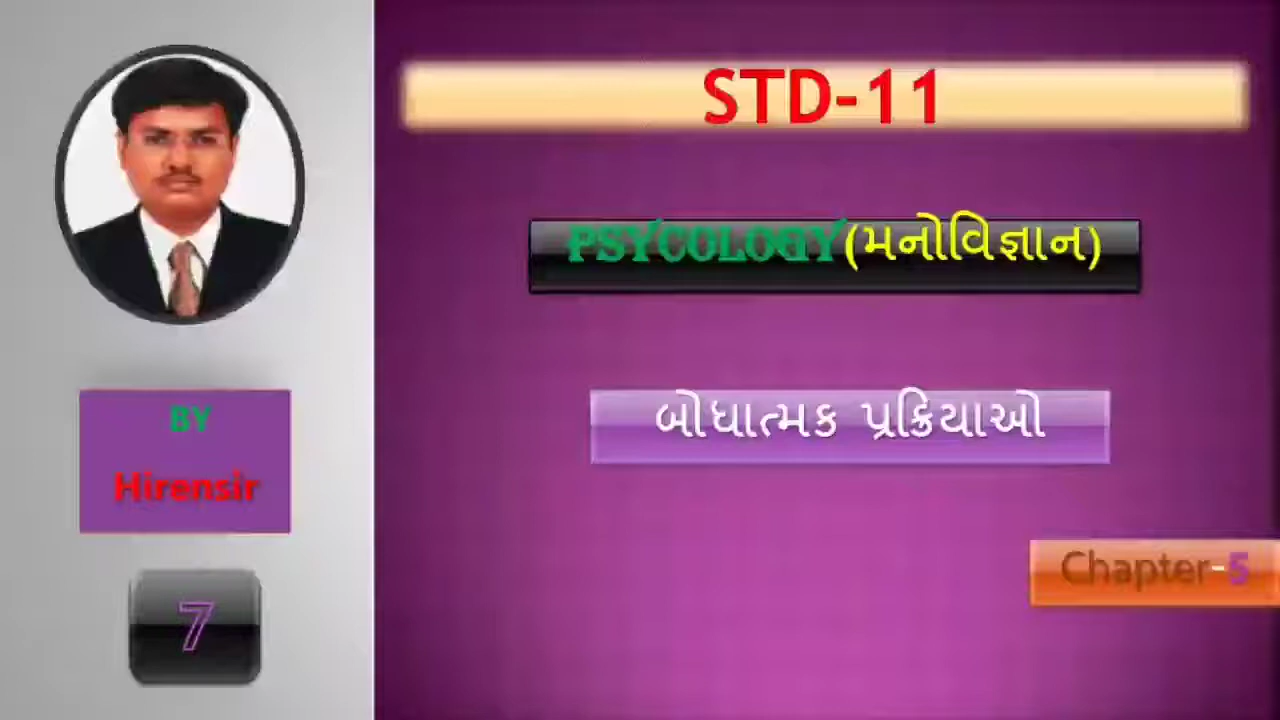 STD-11
PSYCOLOGY(મનોવિજ્ઞાન)
બોધાત્મક પ્રક્રિયાઓ
Chapter-5
BY
Hirensir
7